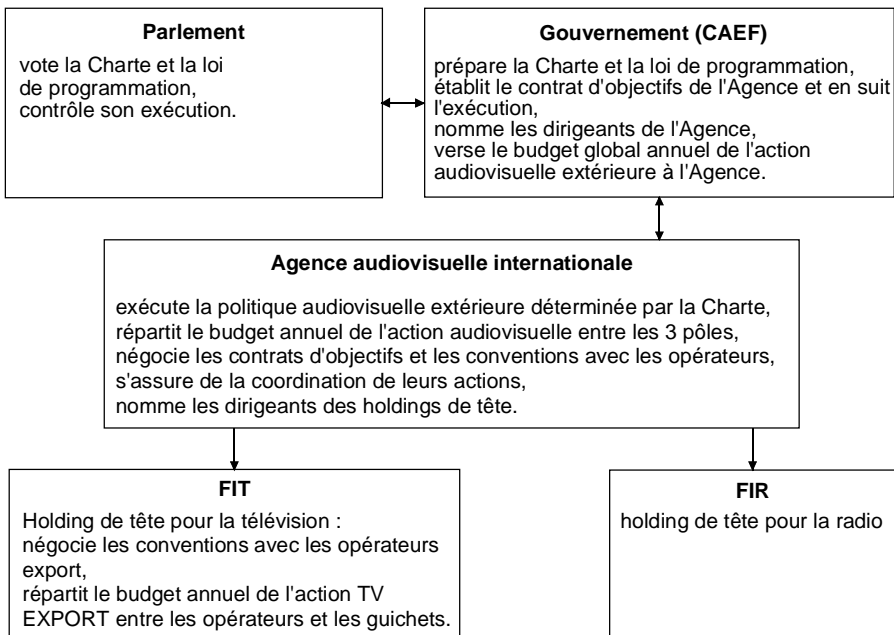 Parlement
vote la Charte et la loi
de programmation,
contrôle son exécution.
Gouvernement (CAEF)
prépare la Charte et la loi de programmation,
établit le contrat d'objectifs de l'Agence et en suit
l'exécution,
nomme les dirigeants de l'Agence,
verse le budget global annuel de l'action
audiovisuelle extérieure à l'Agence.
Agence audiovisuelle internationale
exécute la politique audiovisuelle extérieure déterminée par la Charte,
répartit le budget annuel de l'action audiovisuelle entre les 3 pôles,
négocie les contrats d'objectifs et les conventions avec les opérateurs,
s'assure de la coordination de leurs actions,
nomme les dirigeants des holdings de tête.
FIT
Holding de tête pour la télévision :
négocie les conventions avec les opérateurs
export,
répartit le budget annuel de l'action TV
EXPORT entre les opérateurs et les guichets.
FIR
holding de tête pour la radio